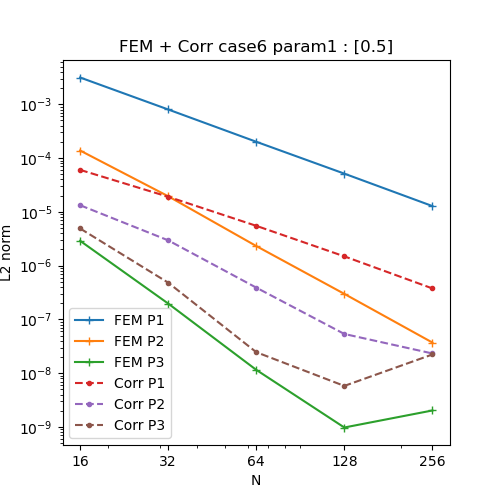 FEM + Corr case6 param1 : [0.5]
L2 norm
10⁻³
10⁻⁴
10⁻⁵
10⁻⁶
10⁻⁷
10⁻⁸
10⁻⁹
FEM P1
FEM P2
FEM P3
Corr P1
Corr P2
Corr P3
16 32 64 128 256
N